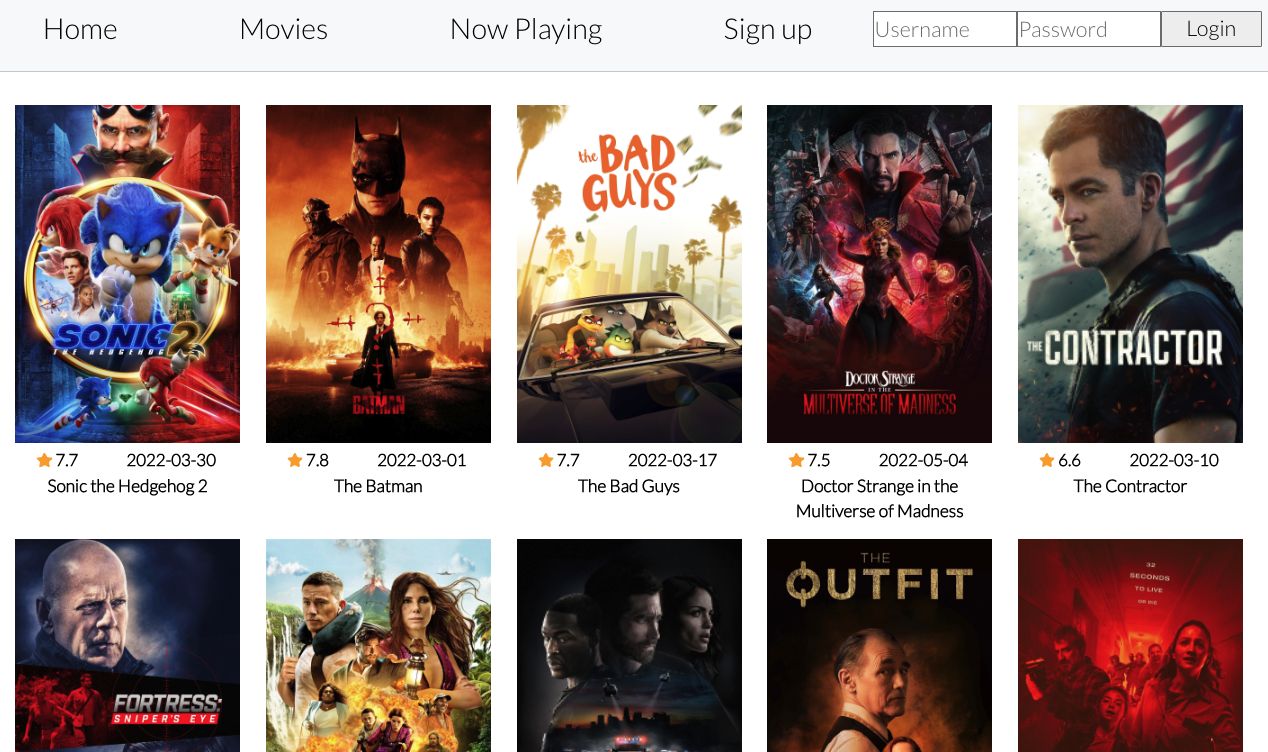 Home Movies Now Playing Sign up Username Password Login
SONIC 2
THE HEDGEHOG
THE BATMAN
the BAD
GUYS
DOCTOR STRANGE
IN THE
MULTIVERSE OF MADNESS
THE CONTRACTOR
7.7 2022-03-30
Sonic the Hedgehog 2
7.8 2022-03-01
The Batman
7.7 2022-03-17
The Bad Guys
7.5 2022-05-04
Doctor Strange in the
Multiverse of Madness
6.6 2022-03-10
The Contractor
FORTRESS:
SNIPER'S EYE
THE
OUTFIT
32
SECONDS
TO LIVE
OR DIE